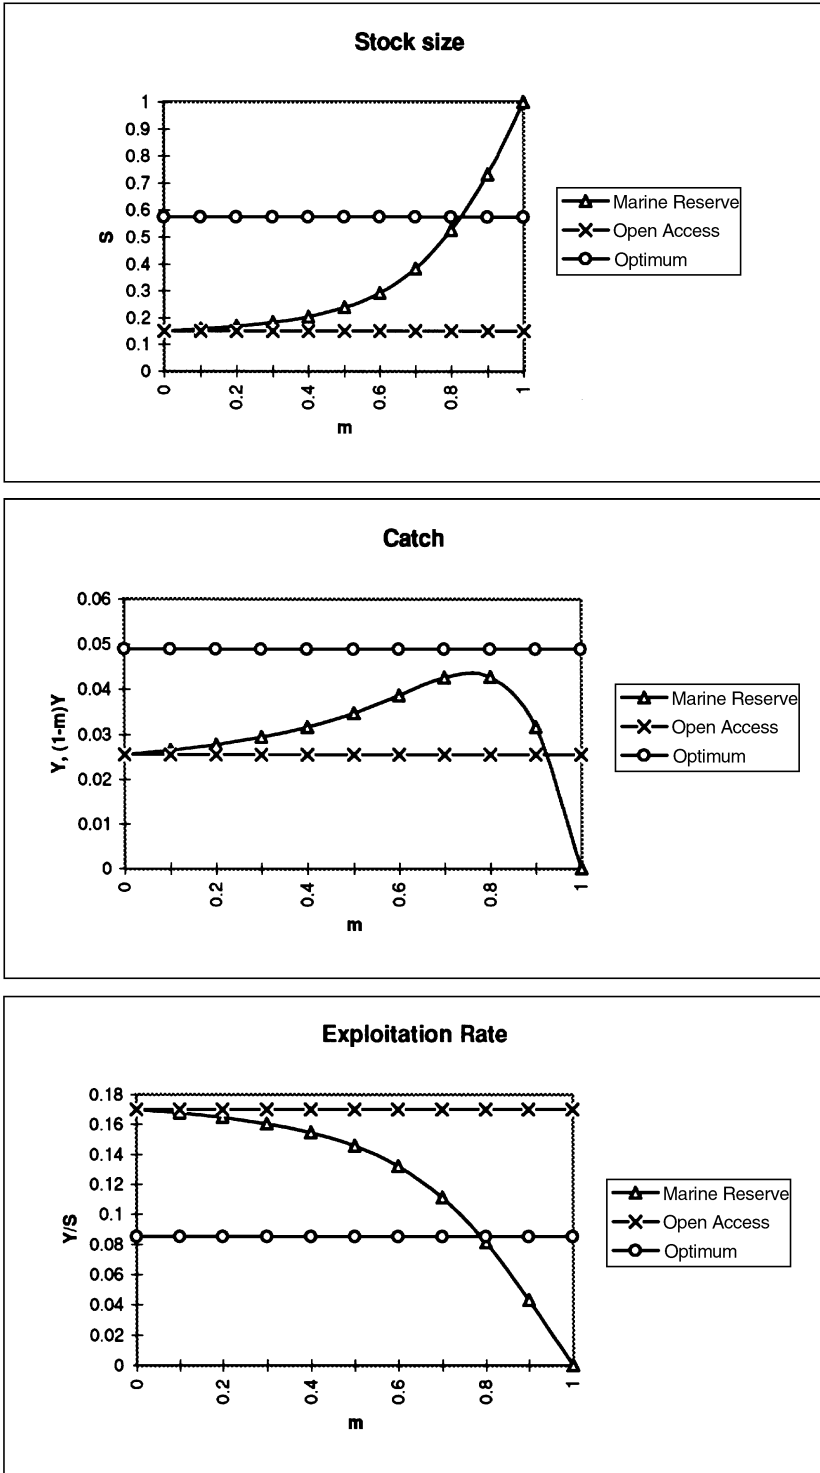 Stock size
1
0.9
0.8
0.7
0.6
0.5
0.4
0.3
0.2
0.1
0
S
0 0.2 0.4 0.6 0.8 1
m
Marine Reserve
Open Access
Optimum
Catch
0.06
0.05
0.04
0.03
0.02
0.01
0
Y, (1-m)Y
0 0.2 0.4 0.6 0.8 1
m
Marine Reserve
Open Access
Optimum
Exploitation Rate
0.18
0.16
0.14
0.12
0.1
0.08
0.06
0.04
0.02
0
Y/S
0 0.2 0.4 0.6 0.8 1
m
Marine Reserve
Open Access
Optimum